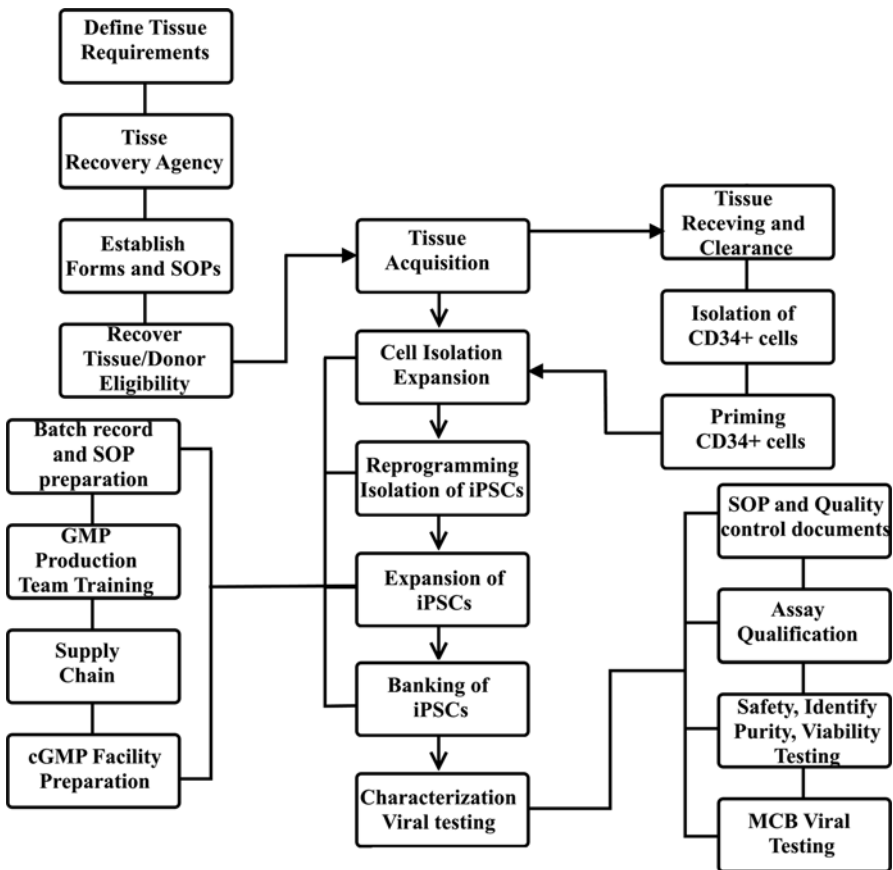 Define Tissue
Requirements
Tisse
Recovery Agency
Establish
Forms and SOPs
Recover
Tissue/Donor
Eligibility
Tissue
Acquisition
Tissue
Receving and
Clearance
Isolation of
CD34+ cells
Priming
CD34+ cells
Cell Isolation
Expansion
Reprogramming
Isolation of iPSCs
Expansion of
iPSCs
Banking of
iPSCs
Characterization
Viral testing
Batch record
and SOP
preparation
GMP
Production
Team Training
Supply
Chain
cGMP Facility
Preparation
SOP and Quality
control documents
Assay
Qualification
Safety, Identify
Purity, Viability
Testing
MCB Viral
Testing